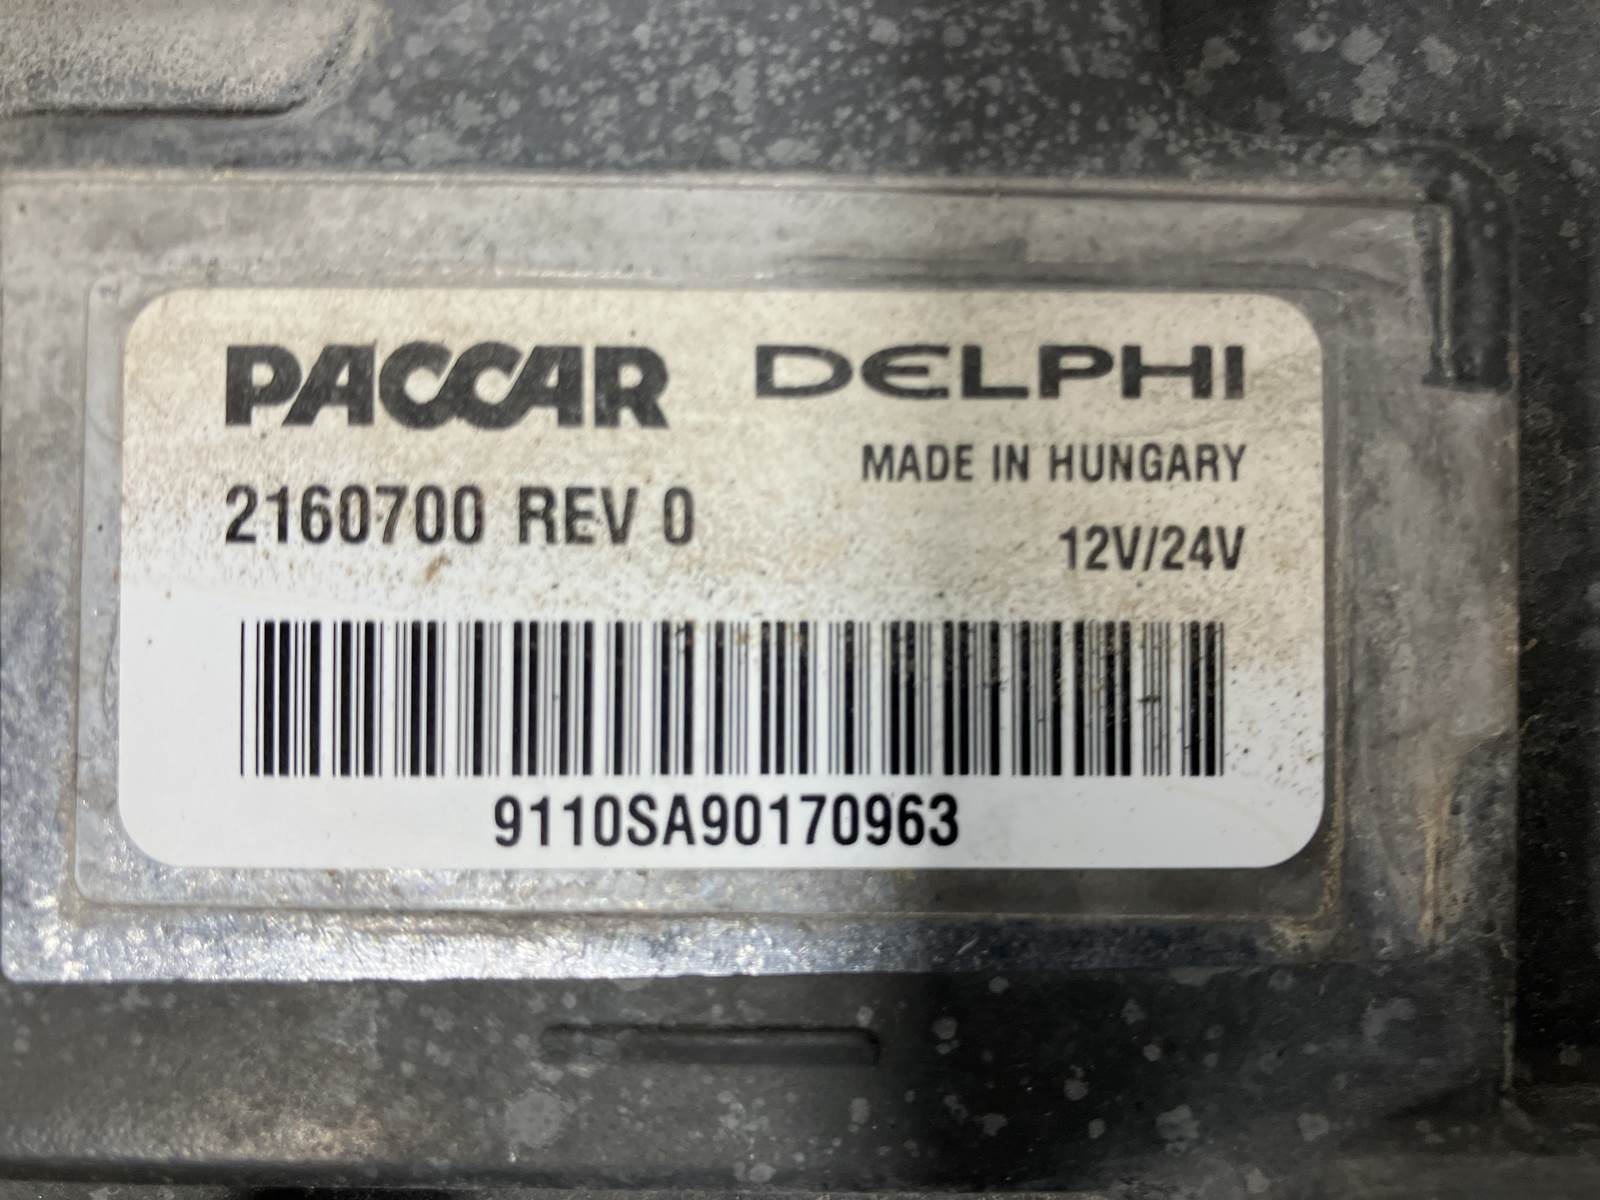 PACCAR DELPHI
MADE IN HUNGARY
2160700 REV 0
12V/24V
9110SA90170963